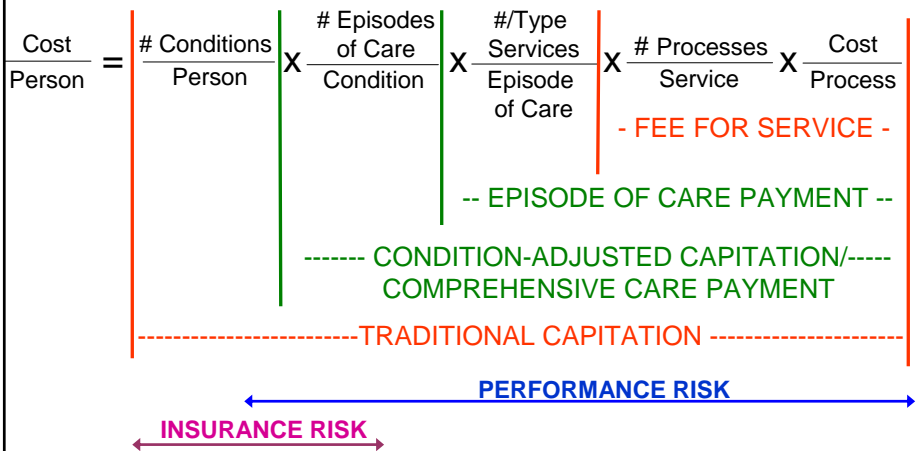 Cost
Person
=
# Conditions
Person
X
# Episodes
of Care
Condition
X
#/Type
Services
Episode
of Care
X
# Processes
Service
X
Cost
Process
- FEE FOR SERVICE -
-- EPISODE OF CARE PAYMENT --
------- CONDITION-ADJUSTED CAPITATION/-----
COMPREHENSIVE CARE PAYMENT
-------------------------TRADITIONAL CAPITATION ----------------------
PERFORMANCE RISK
INSURANCE RISK